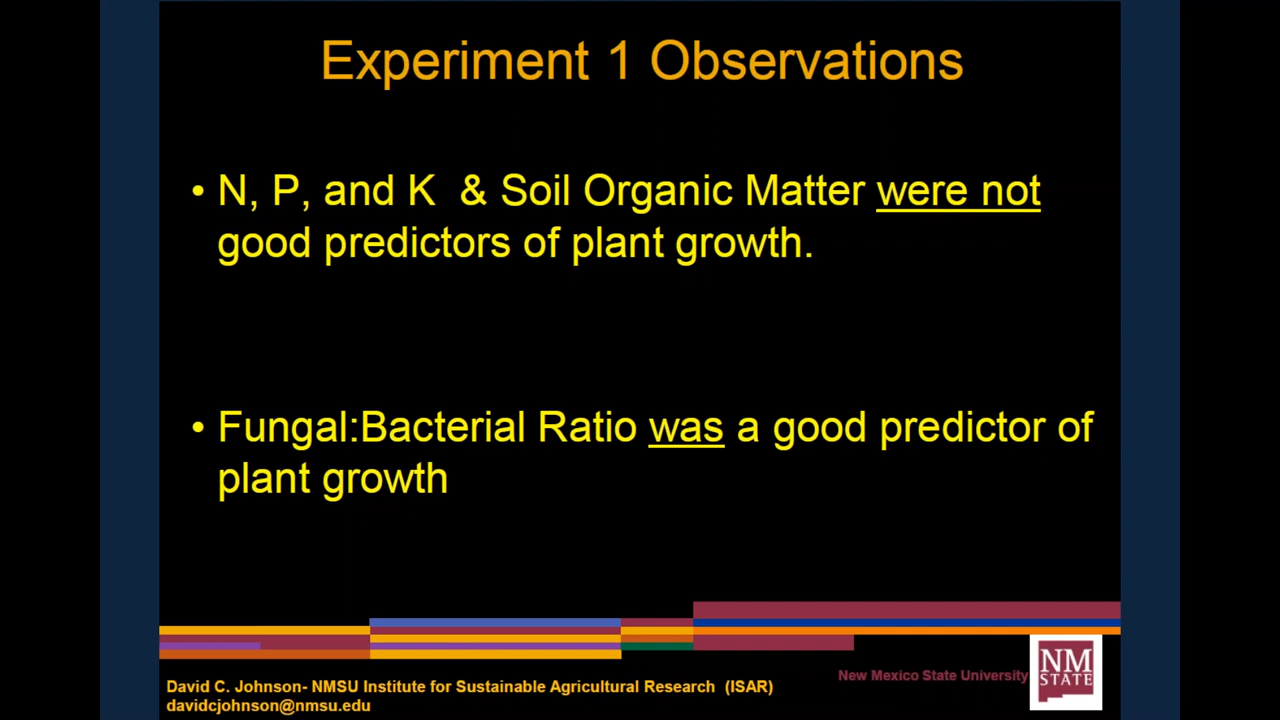 Experiment 1 Observations
• N, P, and K & Soil Organic Matter were not
good predictors of plant growth.
• Fungal:Bacterial Ratio was a good predictor of
plant growth
New Mexico State University
NM
STATE
David C. Johnson- NMSU Institute for Sustainable Agricultural Research (ISAR)
davidcjohnson@nmsu.edu